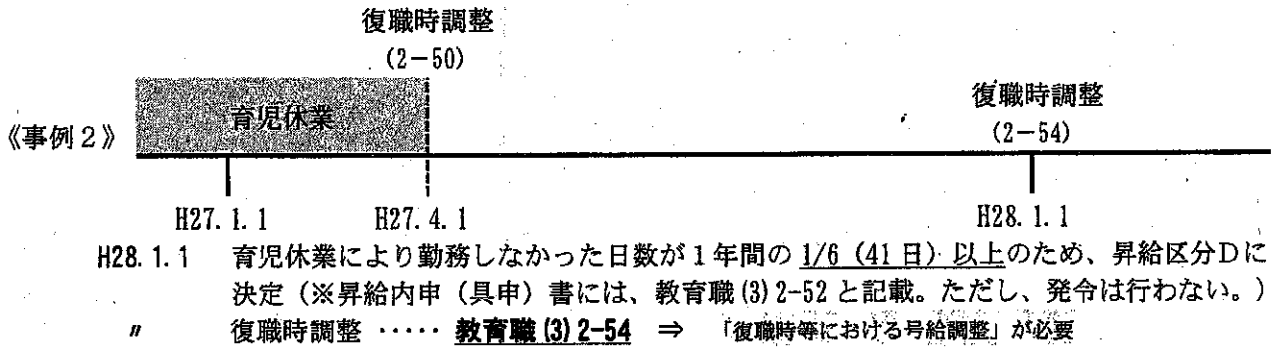 復職時調整
(2-50)
育児休業
復職時調整
(2-54)
《事例2》
H27.1.1 H27.4.1 H28.1.1
H28.1.1 育児休業により勤務しなかった日数が1年間の1/6(41日)以上のため、昇給区分Dに
決定(※昇給内申(具申)書には、教育職(3)2-52と記載。ただし、発令は行わない。)
〃 復職時調整 ‥‥‥ 教育職(3)2-54 ⇒ 「復職時等における号給調整」が必要